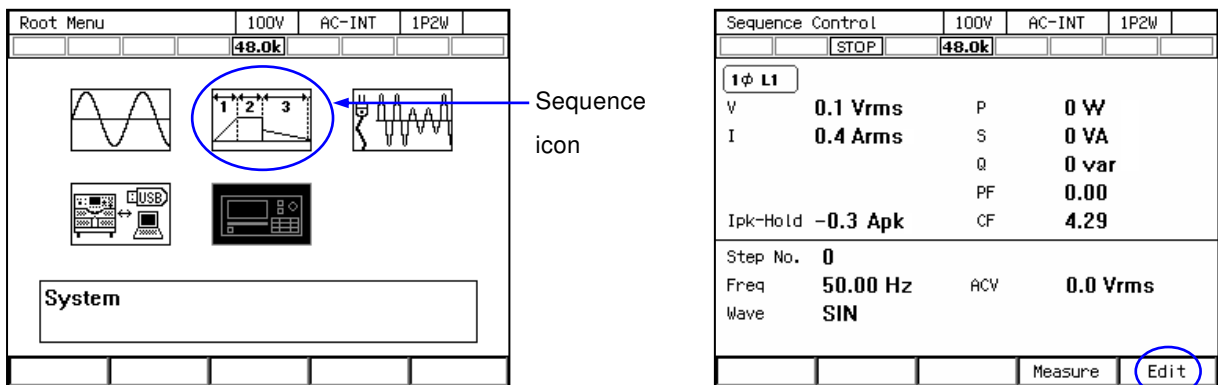 Root Menu 100V AC-INT 1P2W
48.0k
1 2 3
USB
System
Sequence
icon
Sequence Control 100V AC-INT 1P2W
STOP 48.0k
1ϕ L1
V 0.1 Vrms P 0 W
I 0.4 Arms S 0 VA
Q 0 var
PF 0.00
Ipk-Hold -0.3 Apk CF 4.29
Step No. 0
Freq 50.00 Hz ACV 0.0 Vrms
Wave SIN
Measure Edit